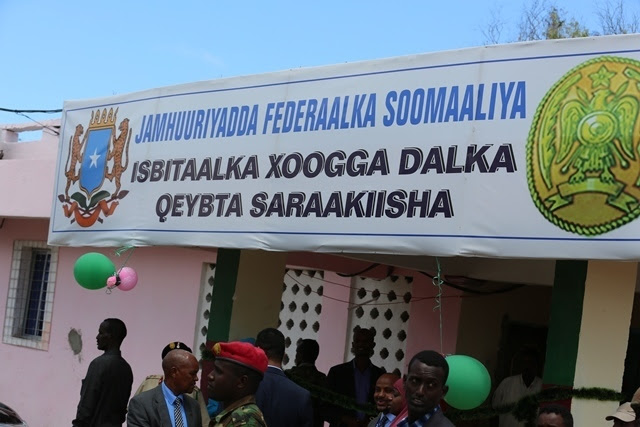 JAMHUURIYADDA FEDERAALKA SOOMAALIYA
ISBITAALKA XOOGGA DALKA
QEYBTA SARAAKIISHA